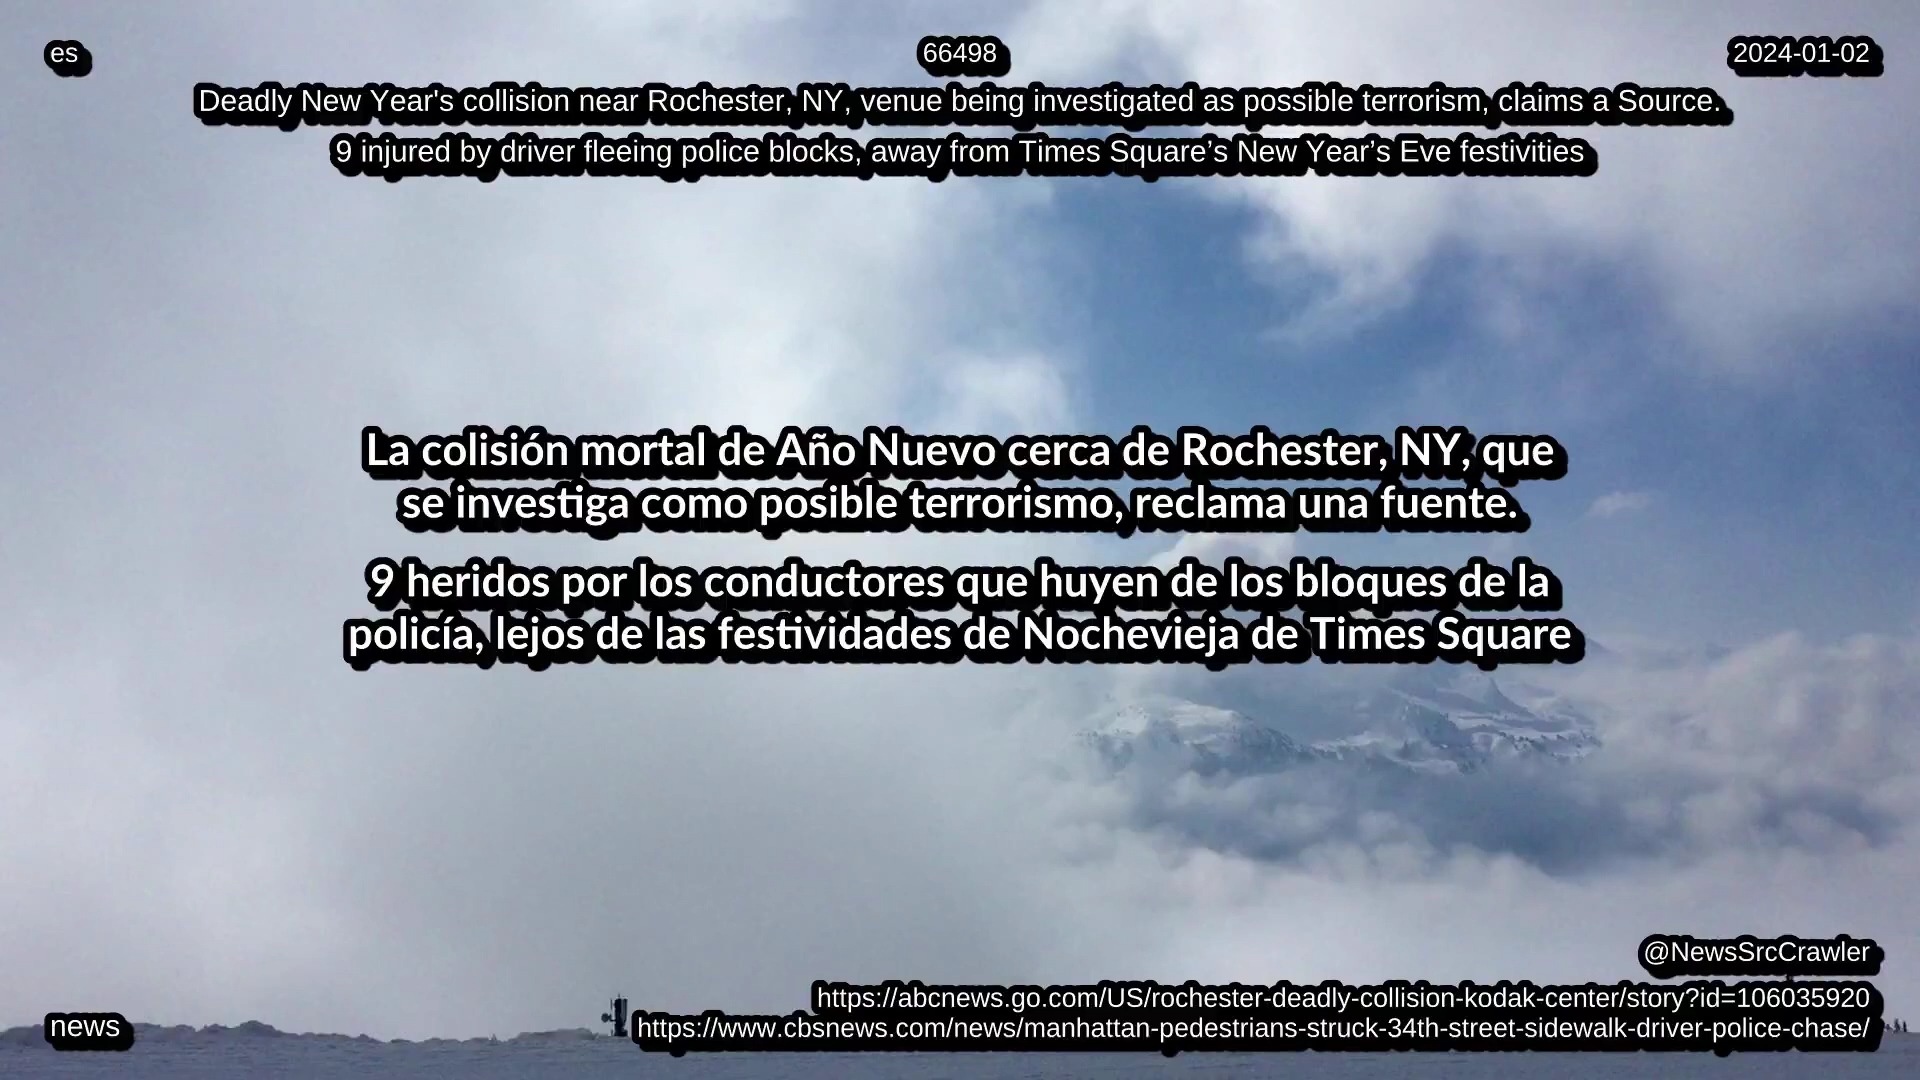 es
66498
2024-01-02
Deadly New Year's collision near Rochester, NY, venue being investigated as possible terrorism, claims a Source.
9 injured by driver fleeing police blocks, away from Times Square’s New Year’s Eve festivities
La colisión mortal de Año Nuevo cerca de Rochester, NY, que
se investiga como posible terrorismo, reclama una fuente.
9 heridos por los conductores que huyen de los bloques de la
policía, lejos de las festividades de Nochevieja de Times Square
@NewsSrcCrawler
https://abcnews.go.com/US/rochester-deadly-collision-kodak-center/story?id=106035920
news
https://www.cbsnews.com/news/manhattan-pedestrians-struck-34th-street-sidewalk-driver-police-chase/